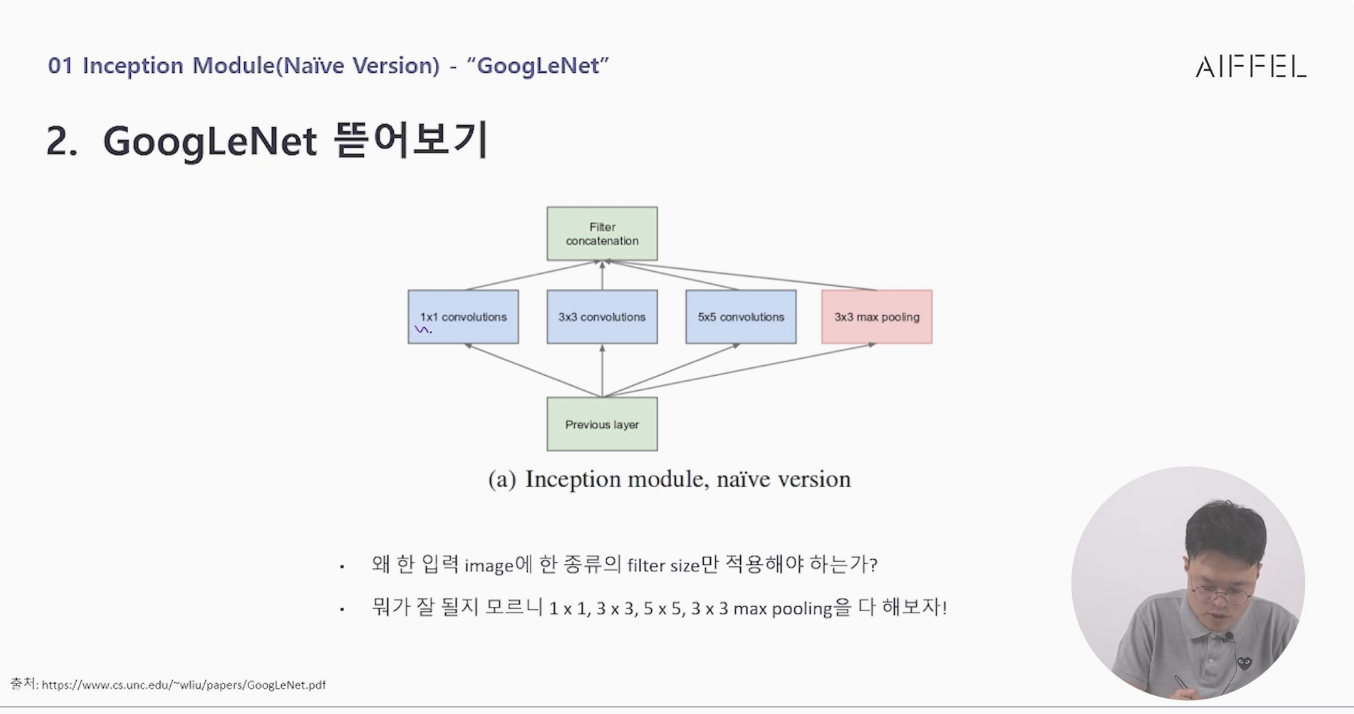 01 Inception Module(Naïve Version) - “GoogLeNet”
AIFFEL
2. GoogLeNet 뜯어보기
Filter
concatenation
1x1 convolutions
3x3 convolutions
5x5 convolutions
3x3 max pooling
Previous layer
(a) Inception module, naïve version
• 왜 한 입력 image에 한 종류의 filter size만 적용해야 하는가?
• 뭐가 잘 될지 모르니 1 x 1, 3 x 3, 5 x 5, 3 x 3 max pooling을 다 해보자!
출처: https://www.cs.unc.edu/~wliu/papers/GoogLeNet.pdf